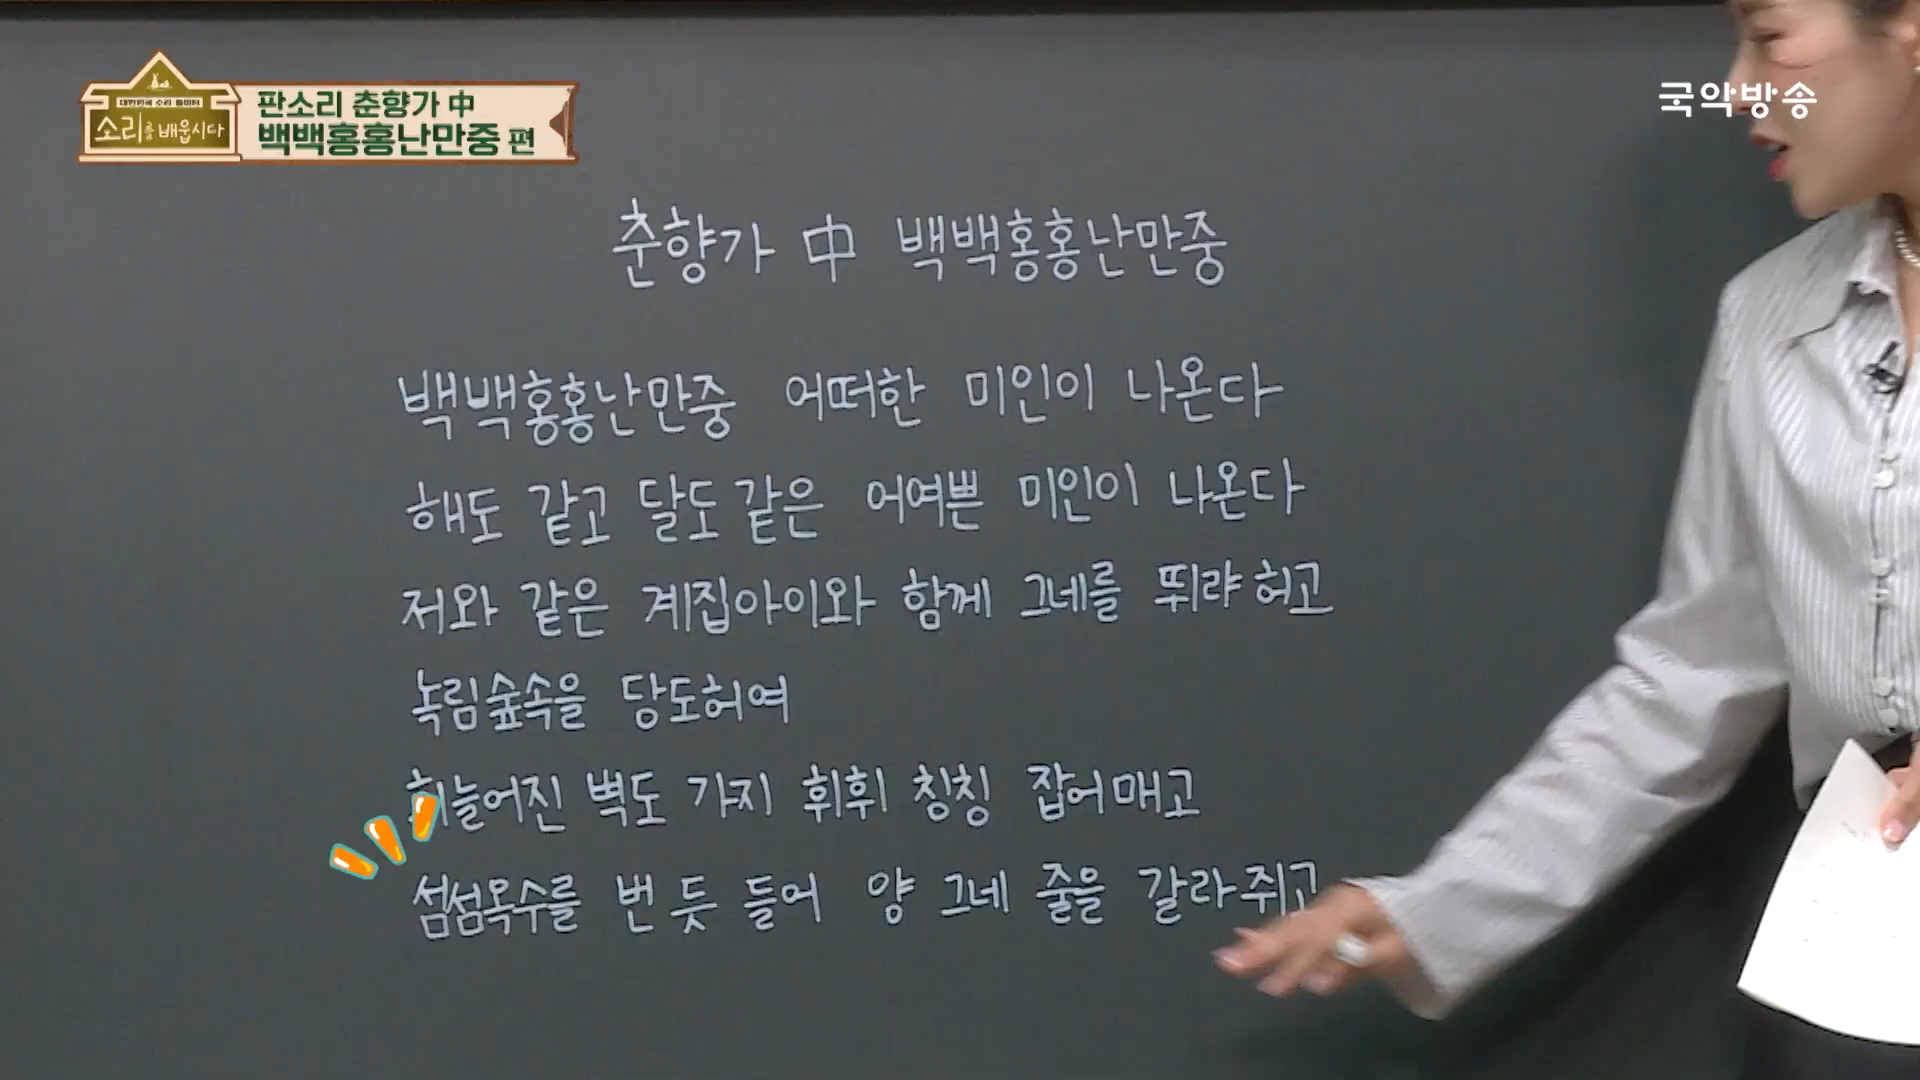 대한민국 소리 놀이터
소리를 배웁시다
판소리 춘향가 中
백백홍홍난만중 편
국악방송
춘향가 中 백백홍홍난만중
백백홍홍난만중 어떠한 미인이 나온다
해도 같고 달도 같은 어여쁜 미인이 나온다
저와 같은 계집아이와 함께 그네를 뛰랴 허고
녹림숲속을 당도허여
휘늘어진 벽도 가지 휘휘 칭칭 잡어매고
섬섬옥수를 번 듯 들어 양 그네 줄을 갈라 쥐고